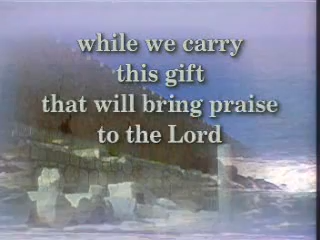 while we carry
this gift
that will bring praise
to the Lord